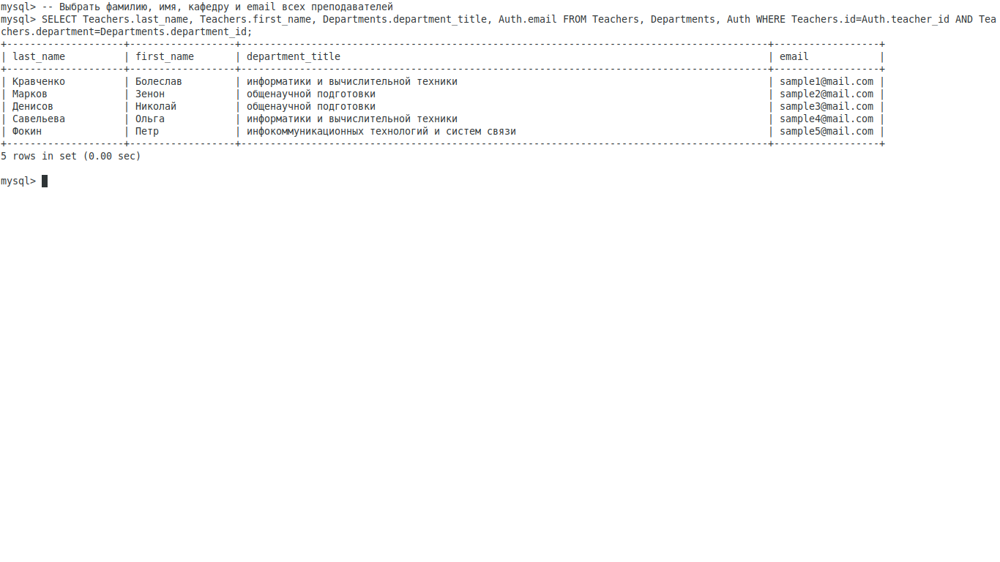 mysql> -- Выбрать фамилию, имя, кафедру и email всех преподавателей
mysql> SELECT Teachers.last_name, Teachers.first_name, Departments.department_title, Auth.email FROM Teachers, Departments, Auth WHERE Teachers.id=Auth.teacher_id AND Tea
chers.department=Departments.department_id;
+--------------------+------------------+------------------------------------------------------------------------------------------+------------------+
| last_name          | first_name       | department_title                                                                         | email            |
+--------------------+------------------+------------------------------------------------------------------------------------------+------------------+
| Кравченко          | Болеслав         | информатики и вычислительной техники                                                     | sample1@mail.com |
| Марков             | Зенон            | общенаучной подготовки                                                                   | sample2@mail.com |
| Денисов            | Николай          | общенаучной подготовки                                                                   | sample3@mail.com |
| Савельева          | Ольга            | информатики и вычислительной техники                                                     | sample4@mail.com |
| Фокин              | Петр             | инфокоммуникационных технологий и систем связи                                           | sample5@mail.com |
+--------------------+------------------+------------------------------------------------------------------------------------------+------------------+
5 rows in set (0.00 sec)
mysql>